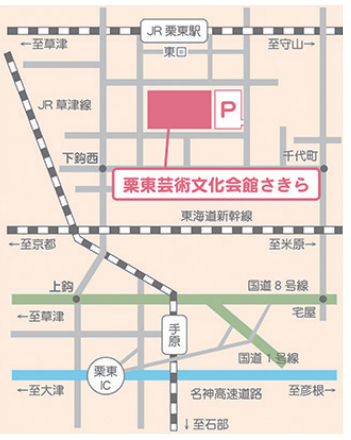 JR 栗東駅
←至草津
東口
至守山→
JR 草津線
P
下鈎西
千代町
栗東芸術文化会館さきら
東海道新幹線
←至京都
至米原→
上鈎
国道 8 号線
←至草津
宅屋
手原
国道 1 号線
栗東
IC
←至大津
名神高速道路
至彦根→
↓至石部